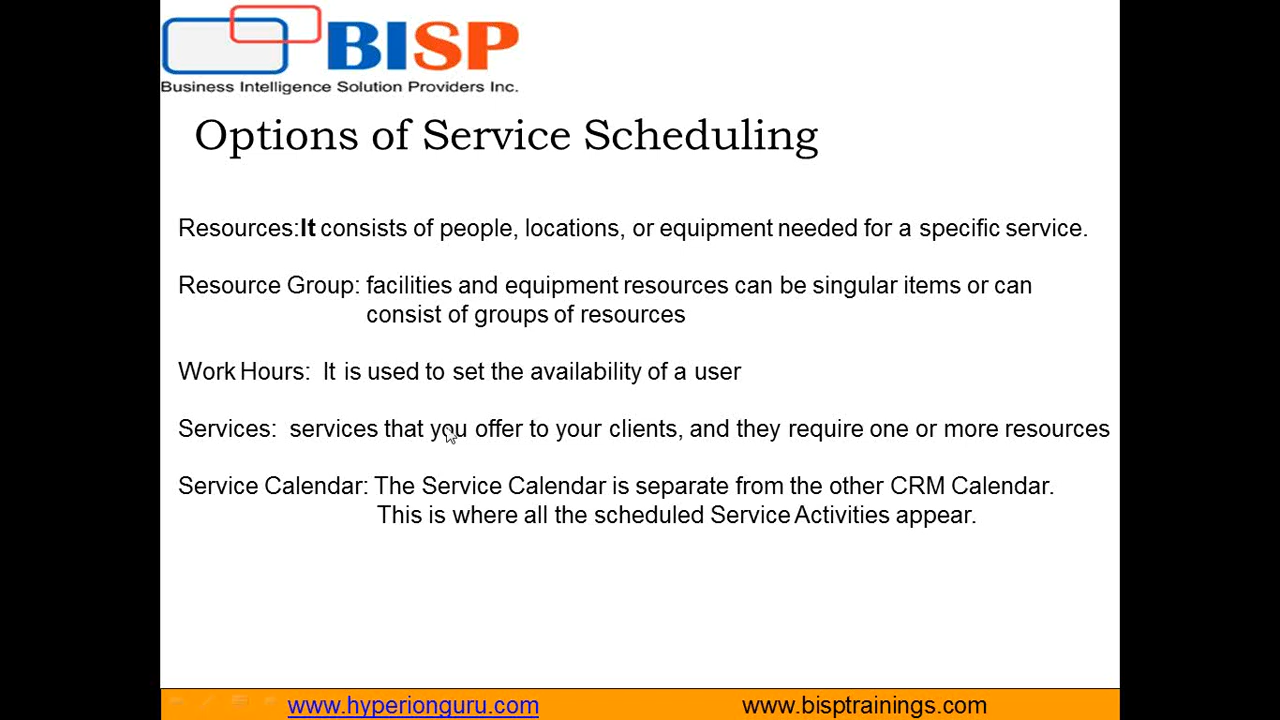 BISP
Business Intelligence Solution Providers Inc.
Options of Service Scheduling
Resources:It consists of people, locations, or equipment needed for a specific service.
Resource Group: facilities and equipment resources can be singular items or can
consist of groups of resources
Work Hours: It is used to set the availability of a user
Services: services that you offer to your clients, and they require one or more resources
Service Calendar: The Service Calendar is separate from the other CRM Calendar.
This is where all the scheduled Service Activities appear.
www.hyperionguru.com www.bisptrainings.com